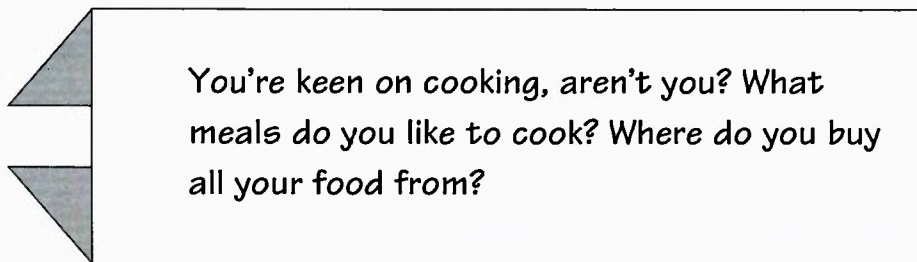 You're keen on cooking, aren't you? What
meals do you like to cook? Where do you buy
all your food from?